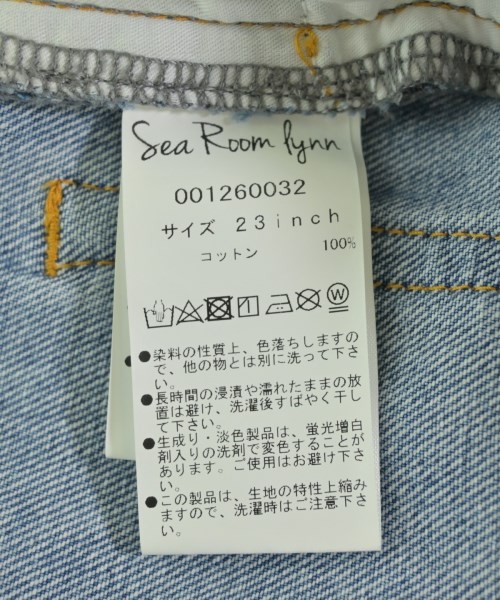 Sea Room lynn
001260032
サイズ 23inch
コットン 100%
W
●染料の性質上、色落ちしますの
で、他の物とは別に洗って下さ
い。
●長時間の浸漬や濡れたままの放
置は避け、洗濯後すばやく干し
て下さい。
●生成り・淡色製品は、蛍光増白
剤入りの洗剤で変色することが
あります。ご使用はお避け下さ
い。
●この製品は、生地の特性上縮み
ますので、洗濯時はご注意下さ
い。